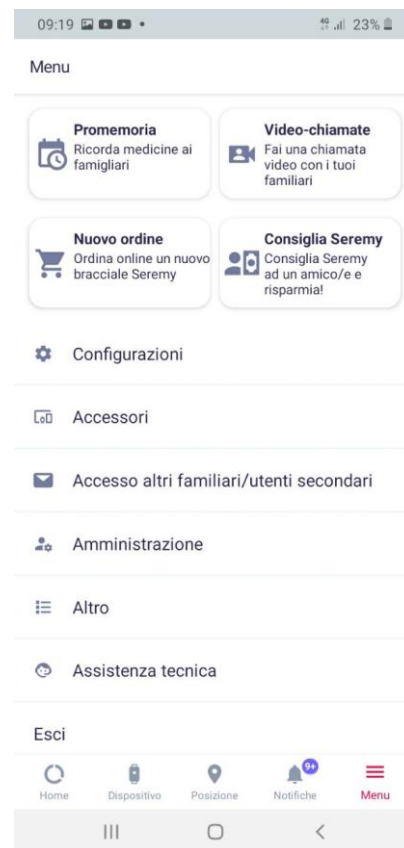 09:19
4G 23%
Menu
Promemoria
Ricorda medicine ai
famigliari
Video-chiamate
Fai una chiamata
video con i tuoi
familiari
Nuovo ordine
Ordina online un nuovo
bracciale Seremy
Consiglia Seremy
Consiglia Seremy
ad un amico/e e
risparmia!
Configurazioni
Accessori
Accesso altri familiari/utenti secondari
Amministrazione
Altro
Assistenza tecnica
Esci
9+
Home Dispositivo Posizione Notifiche Menu